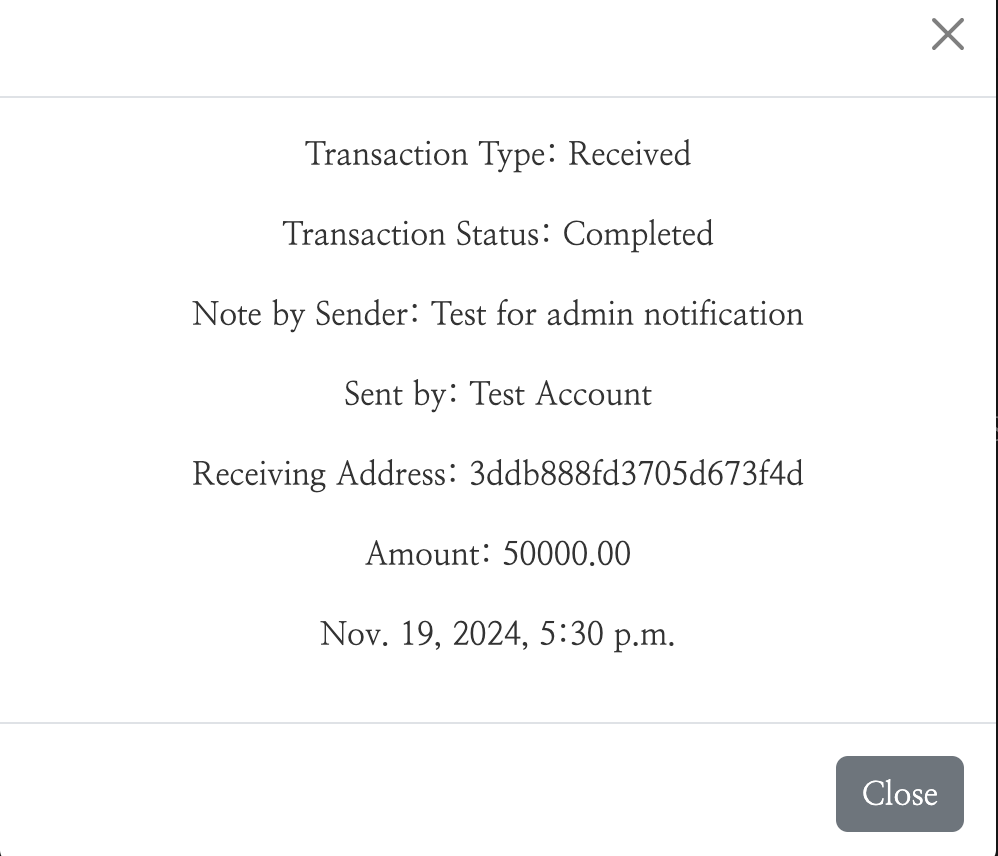 Transaction Type: Received
Transaction Status: Completed
Note by Sender: Test for admin notification
Sent by: Test Account
Receiving Address: 3ddb888fd3705d673f4d
Amount: 50000.00
Nov. 19, 2024, 5:30 p.m.
Close